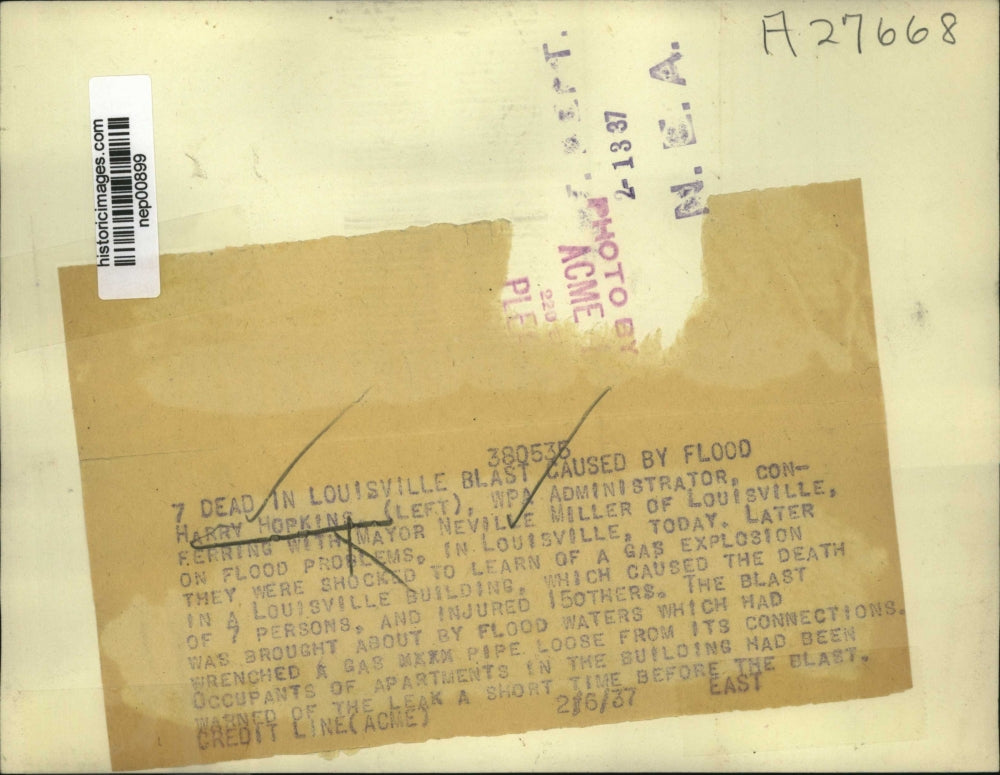 A27668
historicimages.com
nep00899
N. E. A.
2-13 37
PHOTO BY
ACME
220
380535
7 DEAD IN LOUISVILLE BLAST CAUSED BY FLOOD
HARRY HOPKINS (LEFT), WPA ADMINISTRATOR, CON-
FERRING WITH MAYOR NEVILLE MILLER OF LOUISVILLE,
ON FLOOD PROBLEMS, IN LOUISVILLE, TODAY. LATER
THEY WERE SHOCKED TO LEARN OF A GAS EXPLOSION
IN A LOUISVILLE BUILDING, WHICH CAUSED THE DEATH
OF 7 PERSONS, AND INJURED 15OTHERS. THE BLAST
WAS BROUGHT ABOUT BY FLOOD WATERS WHICH HAD
WRENCHED A GAS PIPE LOOSE FROM ITS CONNECTIONS.
OCCUPANTS OF APARTMENTS IN THE BUILDING HAD BEEN
WARNED OF THE LEAK A SHORT TIME BEFORE THE BLAST.
CREDIT LINE(ACME) 2/6/37 EAST